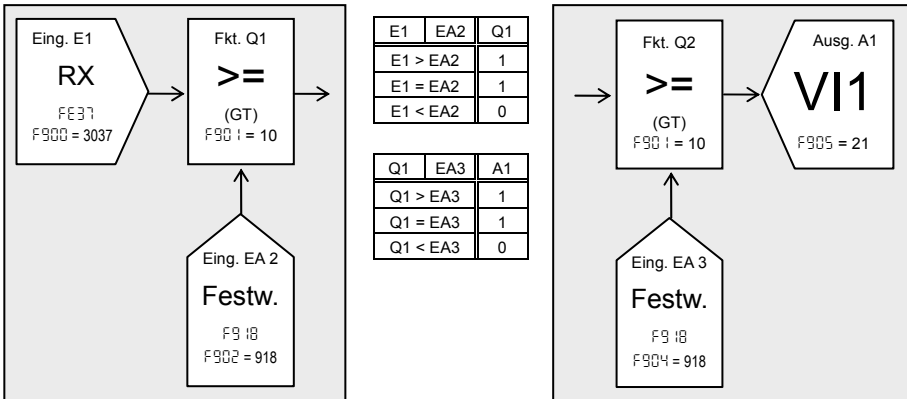 Eing. E1
RX
FE37
F900 = 3037
Fkt. Q1
>=
(GT)
F901 = 10
Eing. EA 2
Festw.
F918
F902 = 918
E1 EA2 Q1
E1 > EA2 1
E1 = EA2 1
E1 < EA2 0
Q1 EA3 A1
Q1 > EA3 1
Q1 = EA3 1
Q1 < EA3 0
Fkt. Q2
>=
(GT)
F901 = 10
Ausg. A1
VI1
F905 = 21
Eing. EA 3
Festw.
F918
F904 = 918